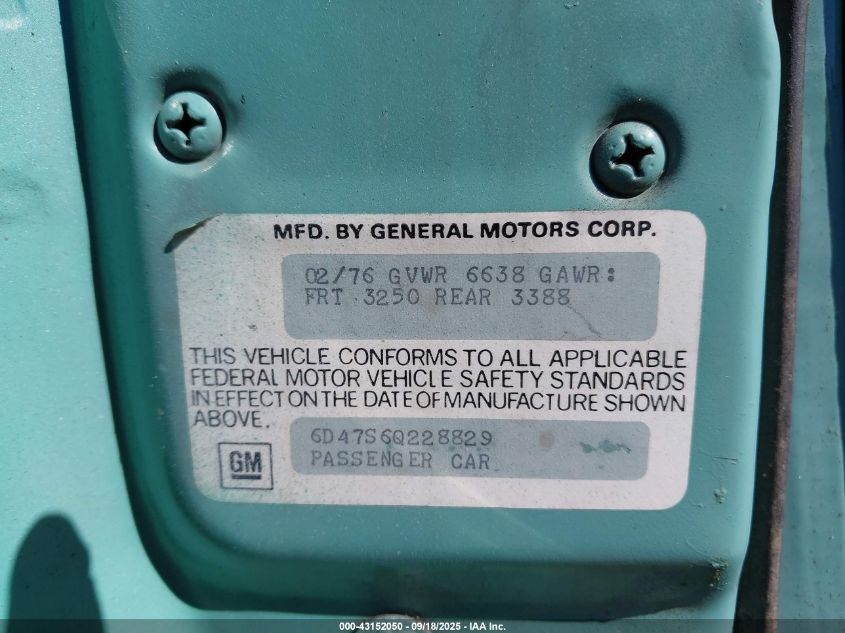 MFD. BY GENERAL MOTORS CORP.
02/76 GVWR 6638 GAWR:
FRT 3250 REAR 3388
THIS VEHICLE CONFORMS TO ALL APPLICABLE
FEDERAL MOTOR VEHICLE SAFETY STANDARDS
IN EFFECT ON THE DATE OF MANUFACTURE SHOWN
ABOVE.
6D47S6Q228829
PASSENGER CAR
GM
000-43152050 - 09/18/2025 - IAA Inc.